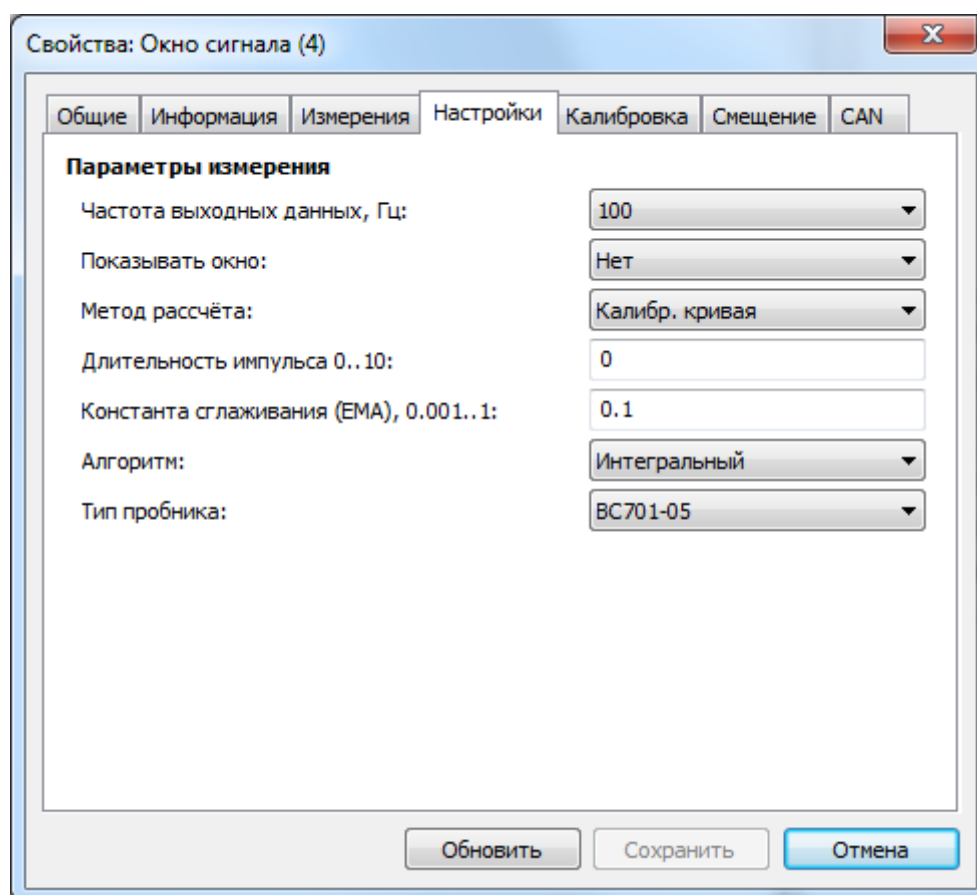 Свойства: Окно сигнала (4)
Общие Информация Измерения Настройки Калибровка Смещение CAN
Параметры измерения
Частота выходных данных, Гц: 100
Показывать окно: Нет
Метод рассчёта: Калибр. кривая
Длительность импульса 0..10: 0
Константа сглаживания (EMA), 0.001..1: 0.1
Алгоритм: Интегральный
Тип пробника: BC701-05
Обновить Сохранить Отмена